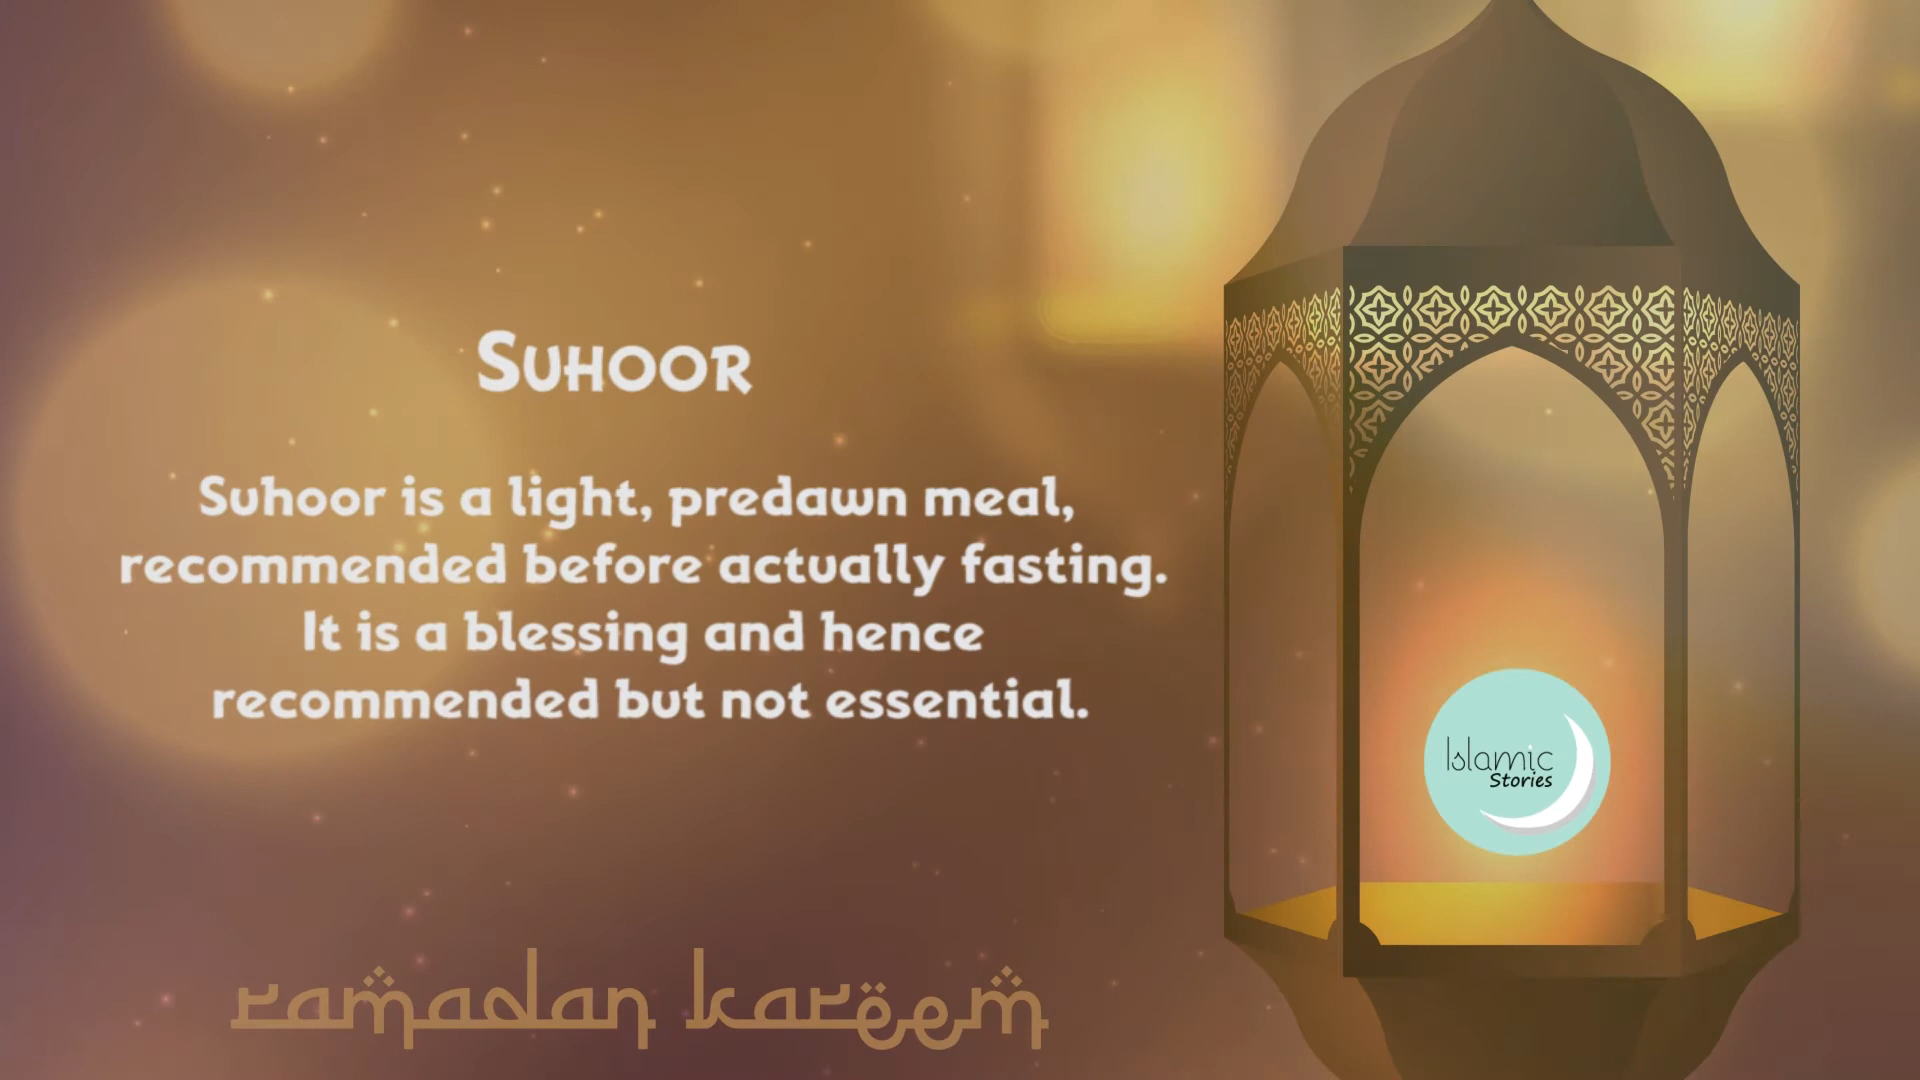 Suhoor
Suhoor is a light, predawn meal,
recommended before actually fasting.
It is a blessing and hence
recommended but not essential.
Islamic
Stories
ramadan kareem